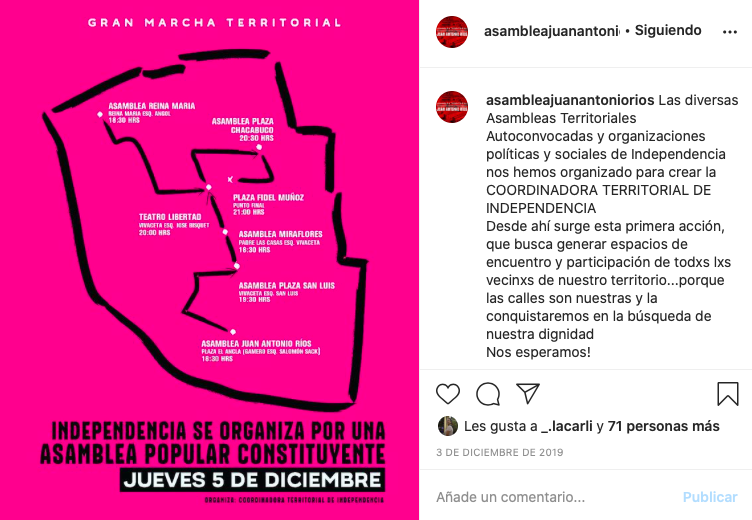 GRAN MARCHA TERRITORIAL
ASAMBLEA REINA MARIA
REINA MARIA ESQ. ANGEL
18:30 HRS
ASAMBLEA PLAZA
CHACABUCO
20:30 HRS
PLAZA FIDEL MUÑOZ
PUNTO FINAL
21:00 HRS
TEATRO LIBERTAD
VIVACETA ESQ. JOSE BISQUET
20:00 HRS
ASAMBLEA MIRAFLORES
PADRE LAS CASAS ESQ. VIVACETA
18:30 HRS
ASAMBLEA PLAZA SAN LUIS
VIVACETA ESQ. SAN LUIS
19:30 HRS
ASAMBLEA JUAN ANTONIO RÍOS
PLAZA EL ANCLA (GAMERO ESQ. SALOMÓN SACK)
18:30 HRS
INDEPENDENCIA SE ORGANIZA POR UNA
ASAMBLEA POPULAR CONSTITUYENTE
JUEVES 5 DE DICIEMBRE
ORGANIZA: COORDINADORA TERRITORIAL DE INDEPENDENCIA
asambleajuanantoni • Siguiendo
asambleajuanantoniorios Las diversas
Asambleas Territoriales
Autoconvocadas y organizaciones
políticas y sociales de Independencia
nos hemos organizado para crear la
COORDINADORA TERRITORIAL DE
INDEPENDENCIA
Desde ahí surge esta primera acción,
que busca generar espacios de
encuentro y participación de todxs lxs
vecinxs de nuestro territorio...porque
las calles son nuestras y la
conquistaremos en la búsqueda de
nuestra dignidad
Nos esperamos!
Les gusta a _.lacarli y 71 personas más
3 DE DICIEMBRE DE 2019
Añade un comentario...
Publicar